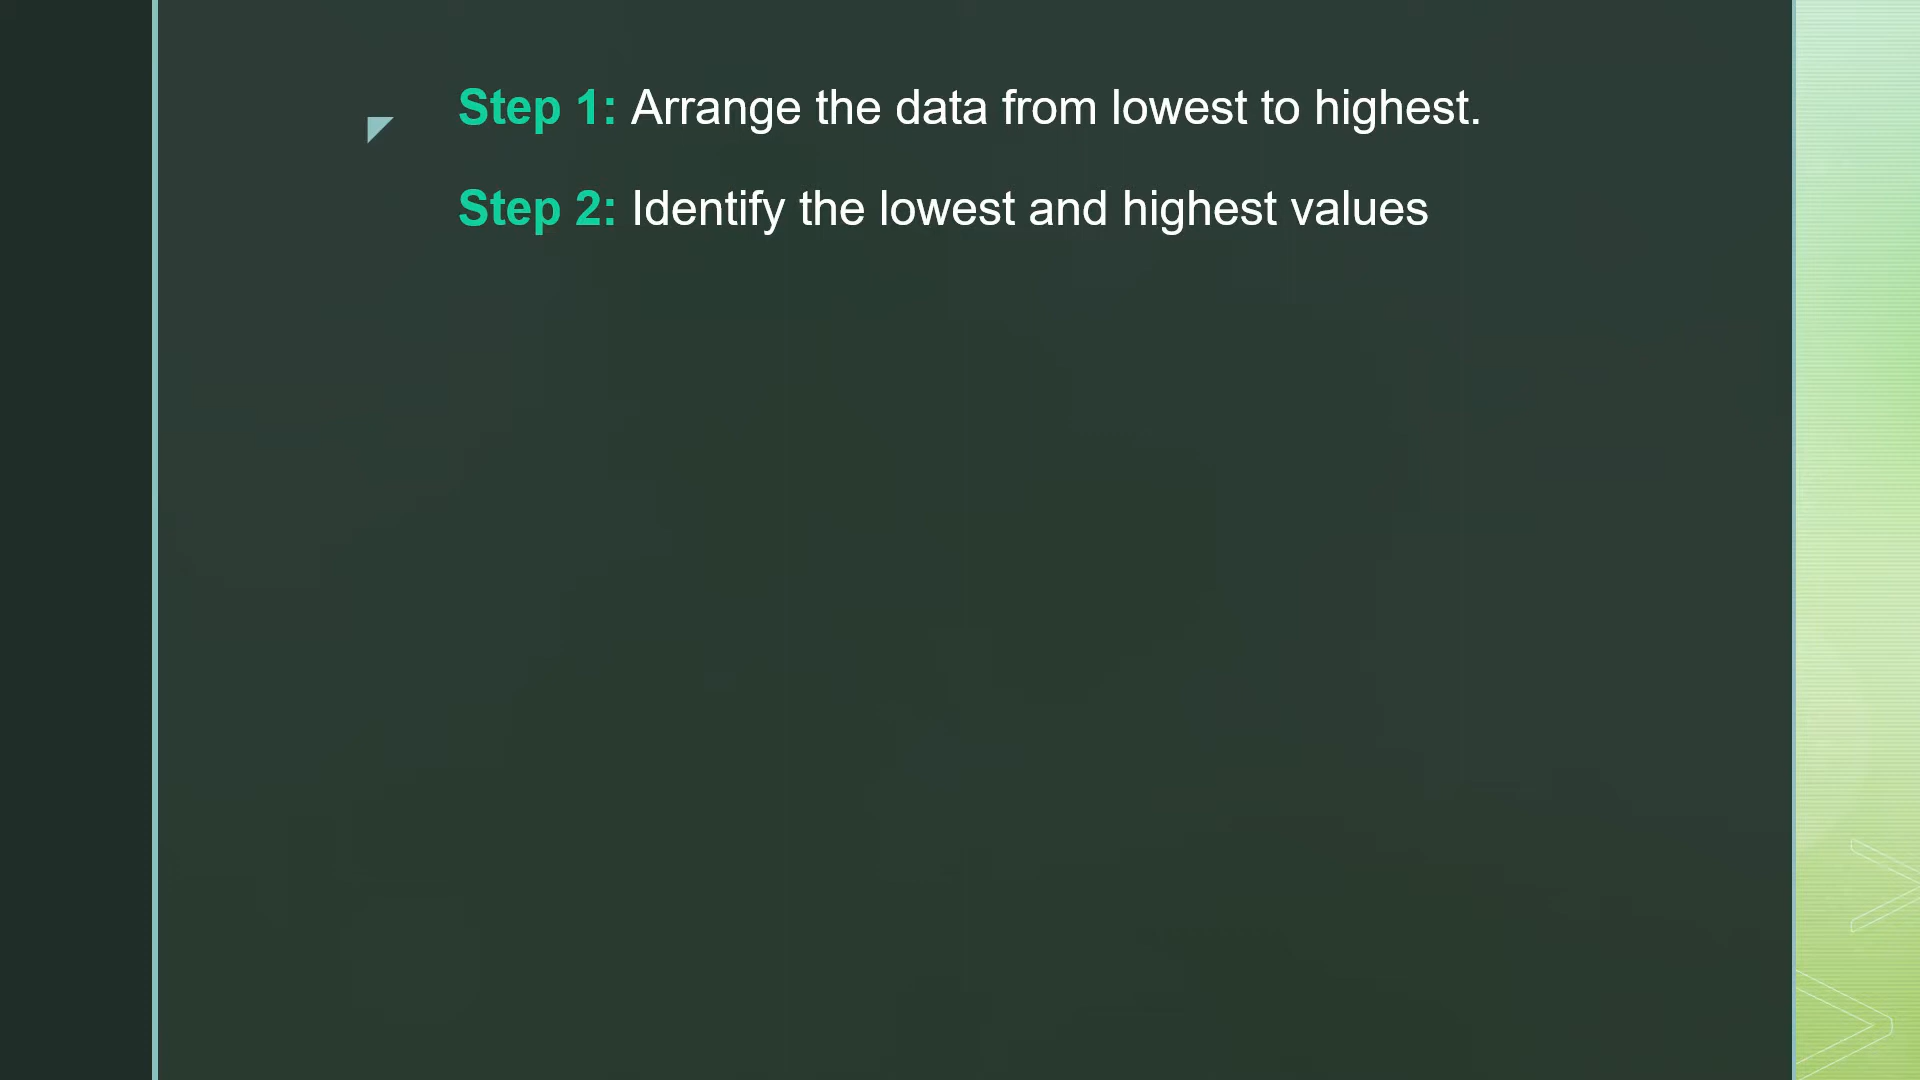 Step 1: Arrange the data from lowest to highest.
Step 2: Identify the lowest and highest values